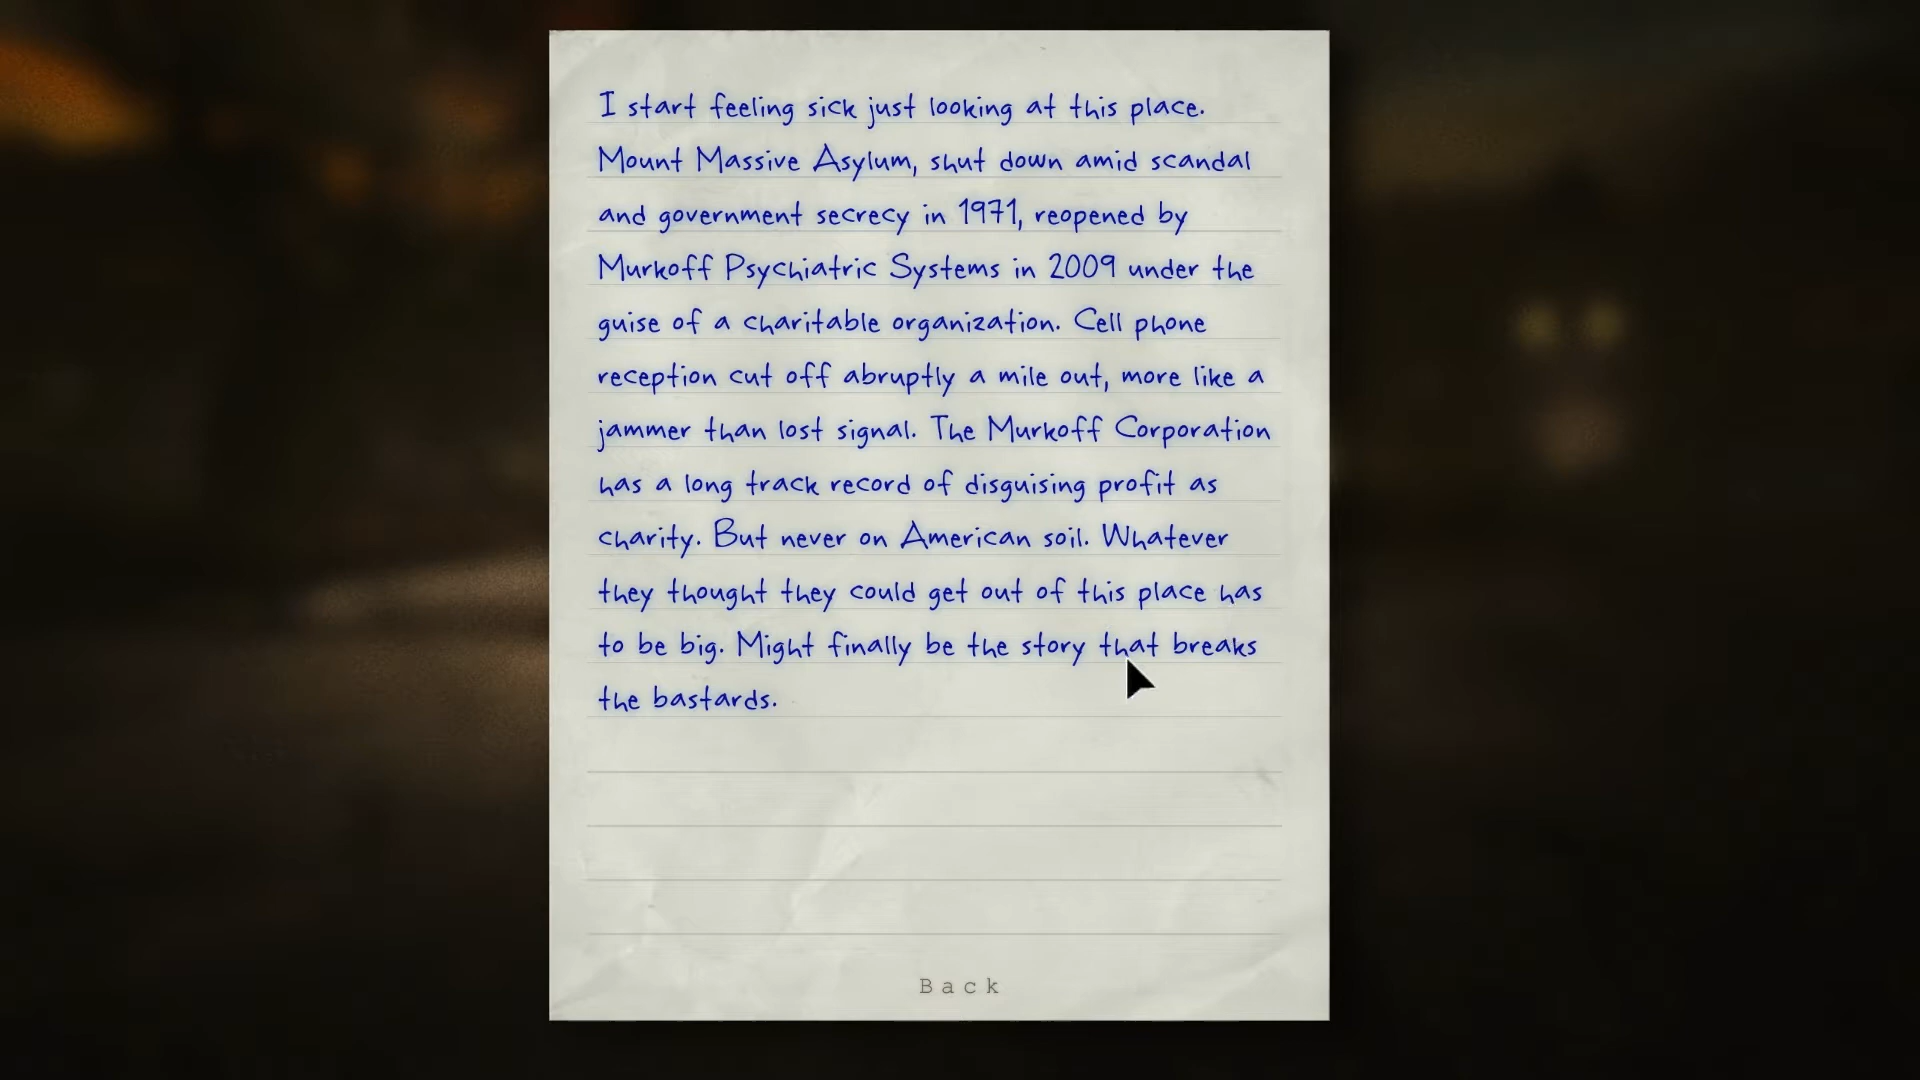 I start feeling sick just looking at this place.
Mount Massive Asylum, shut down amid scandal
and government secrecy in 1971, reopened by
Murkoff Psychiatric Systems in 2009 under the
guise of a charitable organization. Cell phone
reception cut off abruptly a mile out, more like a
jammer than lost signal. The Murkoff Corporation
has a long track record of disguising profit as
charity. But never on American soil. Whatever
they thought they could get out of this place has
to be big. Might finally be the story that breaks
the bastards.
Back